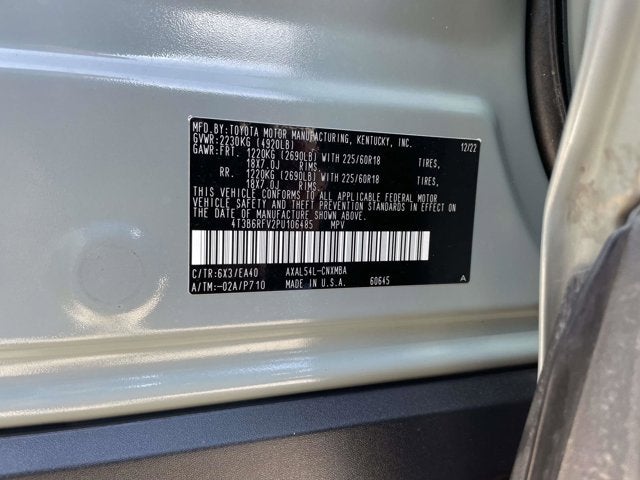 MFD.BY:TOYOTA MOTOR MANUFACTURING, KENTUCKY, INC. 12/22
GVWR:2230KG (4920LB)
GAWR:FRT. 1220KG (2690LB) WITH 225/60R18 TIRES,
18X7.0J RIMS.
RR. 1220KG (2690LB) WITH 225/60R18 TIRES,
18X7.0J RIMS.
THIS VEHICLE CONFORMS TO ALL APPLICABLE FEDERAL MOTOR
VEHICLE SAFETY AND THEFT PREVENTION STANDARDS IN
EFFECT ON THE DATE OF MANUFACTURE SHOWN ABOVE.
4T3B6RFV2PU106485 MPV
C/TR:6X3/EA40 AXAL54L-CNXMBA
A/TM:-02A/P710 MADE IN U.S.A. 60645 A